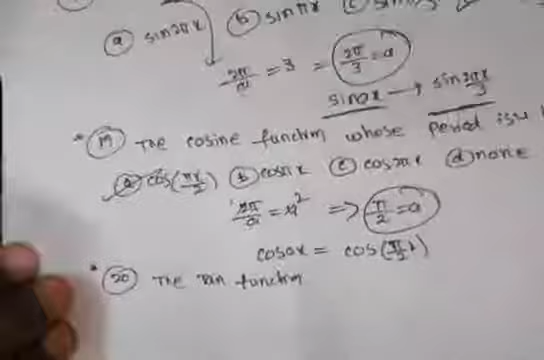 (a) sin2πx (b) sinπx (c)
2π/a = 3 = 2π/3 = a
sinax → sin 2πx/3
* (19) The cosine function whose period is
(a) cos(πx/2) (b) cosπx (c) cos2πx (d) none
2π/a = 4 => π/2 = a
cosax = cos(π/2 x)
* (20) The Tan function